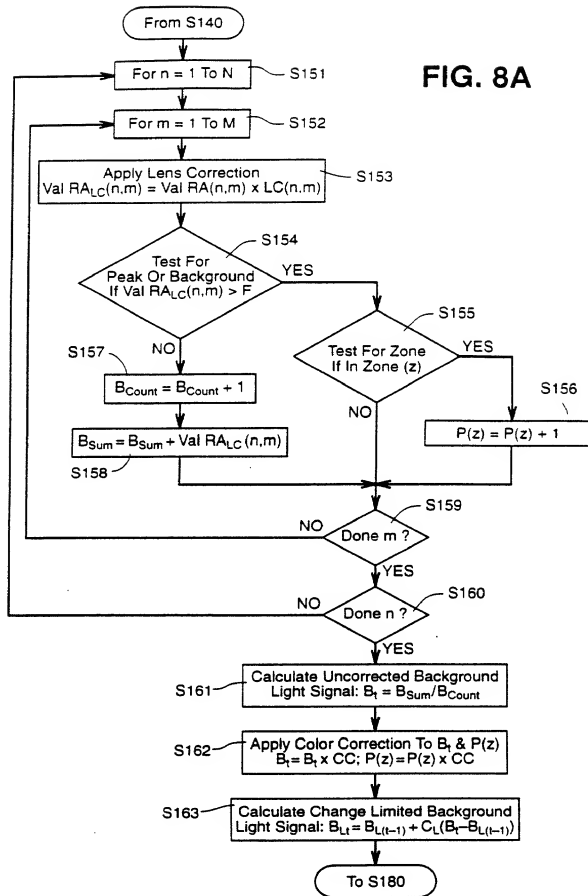 From S140
For n = 1 To N
S151
FIG. 8A
For m = 1 To M
S152
Apply Lens Correction
Val RA_LC(n,m) = Val RA(n,m) x LC(n,m)
S153
S154
Test For
Peak Or Background
If Val RA_LC(n,m) > F
YES
NO
S155
Test For Zone
If In Zone (z)
YES
NO
S156
P(z) = P(z) + 1
S157
B_Count = B_Count + 1
B_Sum = B_Sum + Val RA_LC (n,m)
S158
S159
NO
Done m ?
YES
S160
NO
Done n ?
YES
S161
Calculate Uncorrected Background
Light Signal: B_t = B_Sum/B_Count
S162
Apply Color Correction To B_t & P(z)
B_t = B_t x CC; P(z) = P(z) x CC
S163
Calculate Change Limited Background
Light Signal: B_Lt = B_L(t-1) + C_L(B_t-B_L(t-1))
To S180